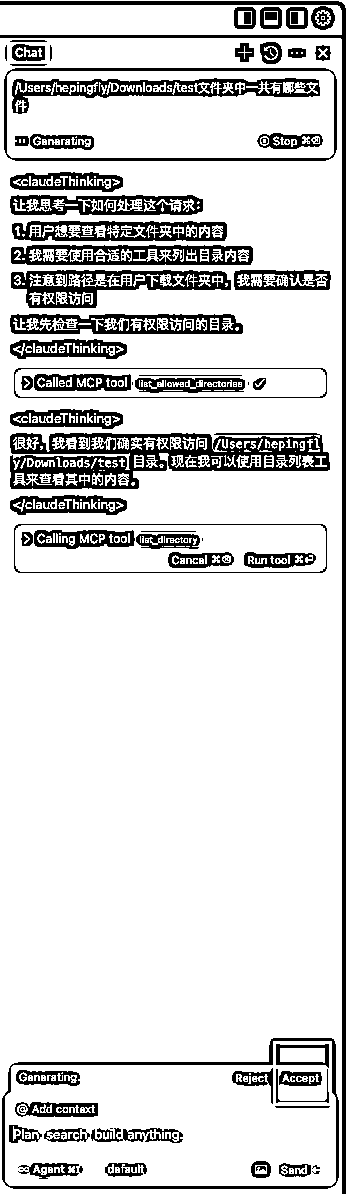 Chat
/Users/hepingfly/Downloads/test文件夹中一共有哪些文
件
Generating
Stop ⌘⌫
<claudeThinking>
让我思考一下如何处理这个请求：
1. 用户想要查看特定文件夹中的内容
2. 我需要使用合适的工具来列出目录内容
3. 注意到路径是在用户下载文件夹中，我需要确认是否
有权限访问
让我先检查一下我们有权限访问的目录。
</claudeThinking>
Called MCP tool list_allowed_directories ✓
<claudeThinking>
很好，我看到我们确实有权限访问 /Users/hepingfl
y/Downloads/test 目录。现在我可以使用目录列表工
具来查看其中的内容。
</claudeThinking>
Calling MCP tool list_directory
Cancel ⌘⌫ Run tool ⌘⏎
Generating Reject Accept
@ Add context
Plan, search, build anything
Agent ⌘I default Send